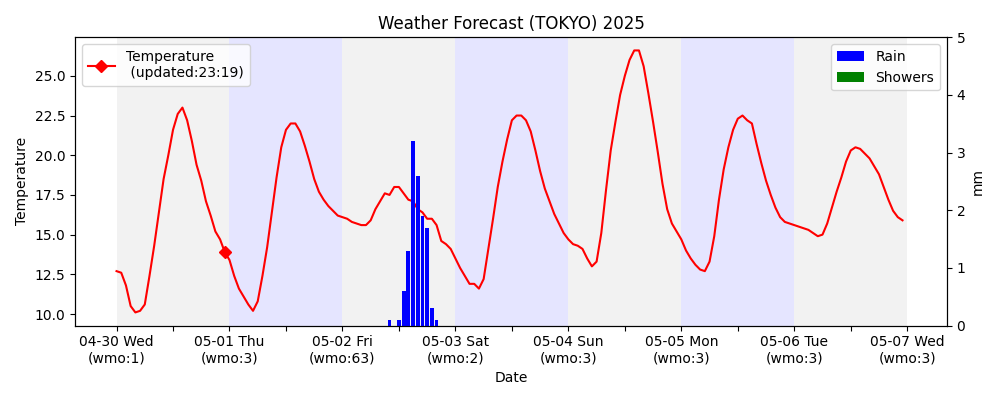 Weather Forecast (TOKYO) 2025
Temperature
(updated:23:19)
Rain
Showers
Temperature
25.0
22.5
20.0
17.5
15.0
12.5
10.0
5
4
3
2
1
0
mm
04-30 Wed
(wmo:1)
05-01 Thu
(wmo:3)
05-02 Fri
(wmo:63)
05-03 Sat
(wmo:2)
05-04 Sun
(wmo:3)
05-05 Mon
(wmo:3)
05-06 Tue
(wmo:3)
05-07 Wed
(wmo:3)
Date